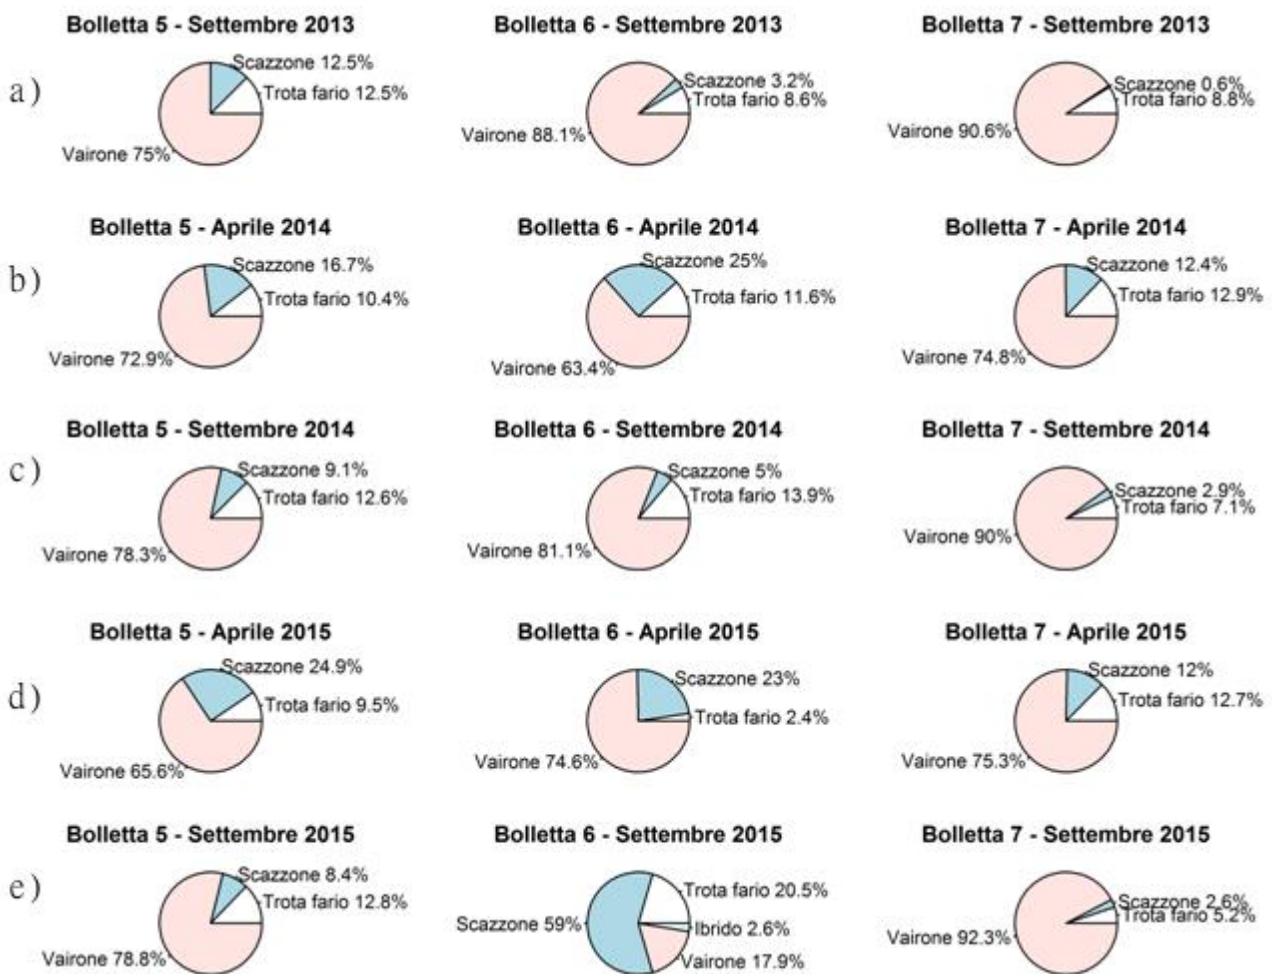 Bolletta 5 - Settembre 2013
Bolletta 6 - Settembre 2013
Bolletta 7 - Settembre 2013
a)
Scazzone 12.5%
Trota fario 12.5%
Vairone 75%
Scazzone 3.2%
Trota fario 8.6%
Vairone 88.1%
Scazzone 0.6%
Trota fario 8.8%
Vairone 90.6%
Bolletta 5 - Aprile 2014
Bolletta 6 - Aprile 2014
Bolletta 7 - Aprile 2014
b)
Scazzone 16.7%
Trota fario 10.4%
Vairone 72.9%
Scazzone 25%
Trota fario 11.6%
Vairone 63.4%
Scazzone 12.4%
Trota fario 12.9%
Vairone 74.8%
Bolletta 5 - Settembre 2014
Bolletta 6 - Settembre 2014
Bolletta 7 - Settembre 2014
c)
Scazzone 9.1%
Trota fario 12.6%
Vairone 78.3%
Scazzone 5%
Trota fario 13.9%
Vairone 81.1%
Scazzone 2.9%
Trota fario 7.1%
Vairone 90%
Bolletta 5 - Aprile 2015
Bolletta 6 - Aprile 2015
Bolletta 7 - Aprile 2015
d)
Scazzone 24.9%
Trota fario 9.5%
Vairone 65.6%
Scazzone 23%
Trota fario 2.4%
Vairone 74.6%
Scazzone 12%
Trota fario 12.7%
Vairone 75.3%
Bolletta 5 - Settembre 2015
Bolletta 6 - Settembre 2015
Bolletta 7 - Settembre 2015
e)
Scazzone 8.4%
Trota fario 12.8%
Vairone 78.8%
Trota fario 20.5%
Scazzone 59%
Ibrido 2.6%
Vairone 17.9%
Scazzone 2.6%
Trota fario 5.2%
Vairone 92.3%